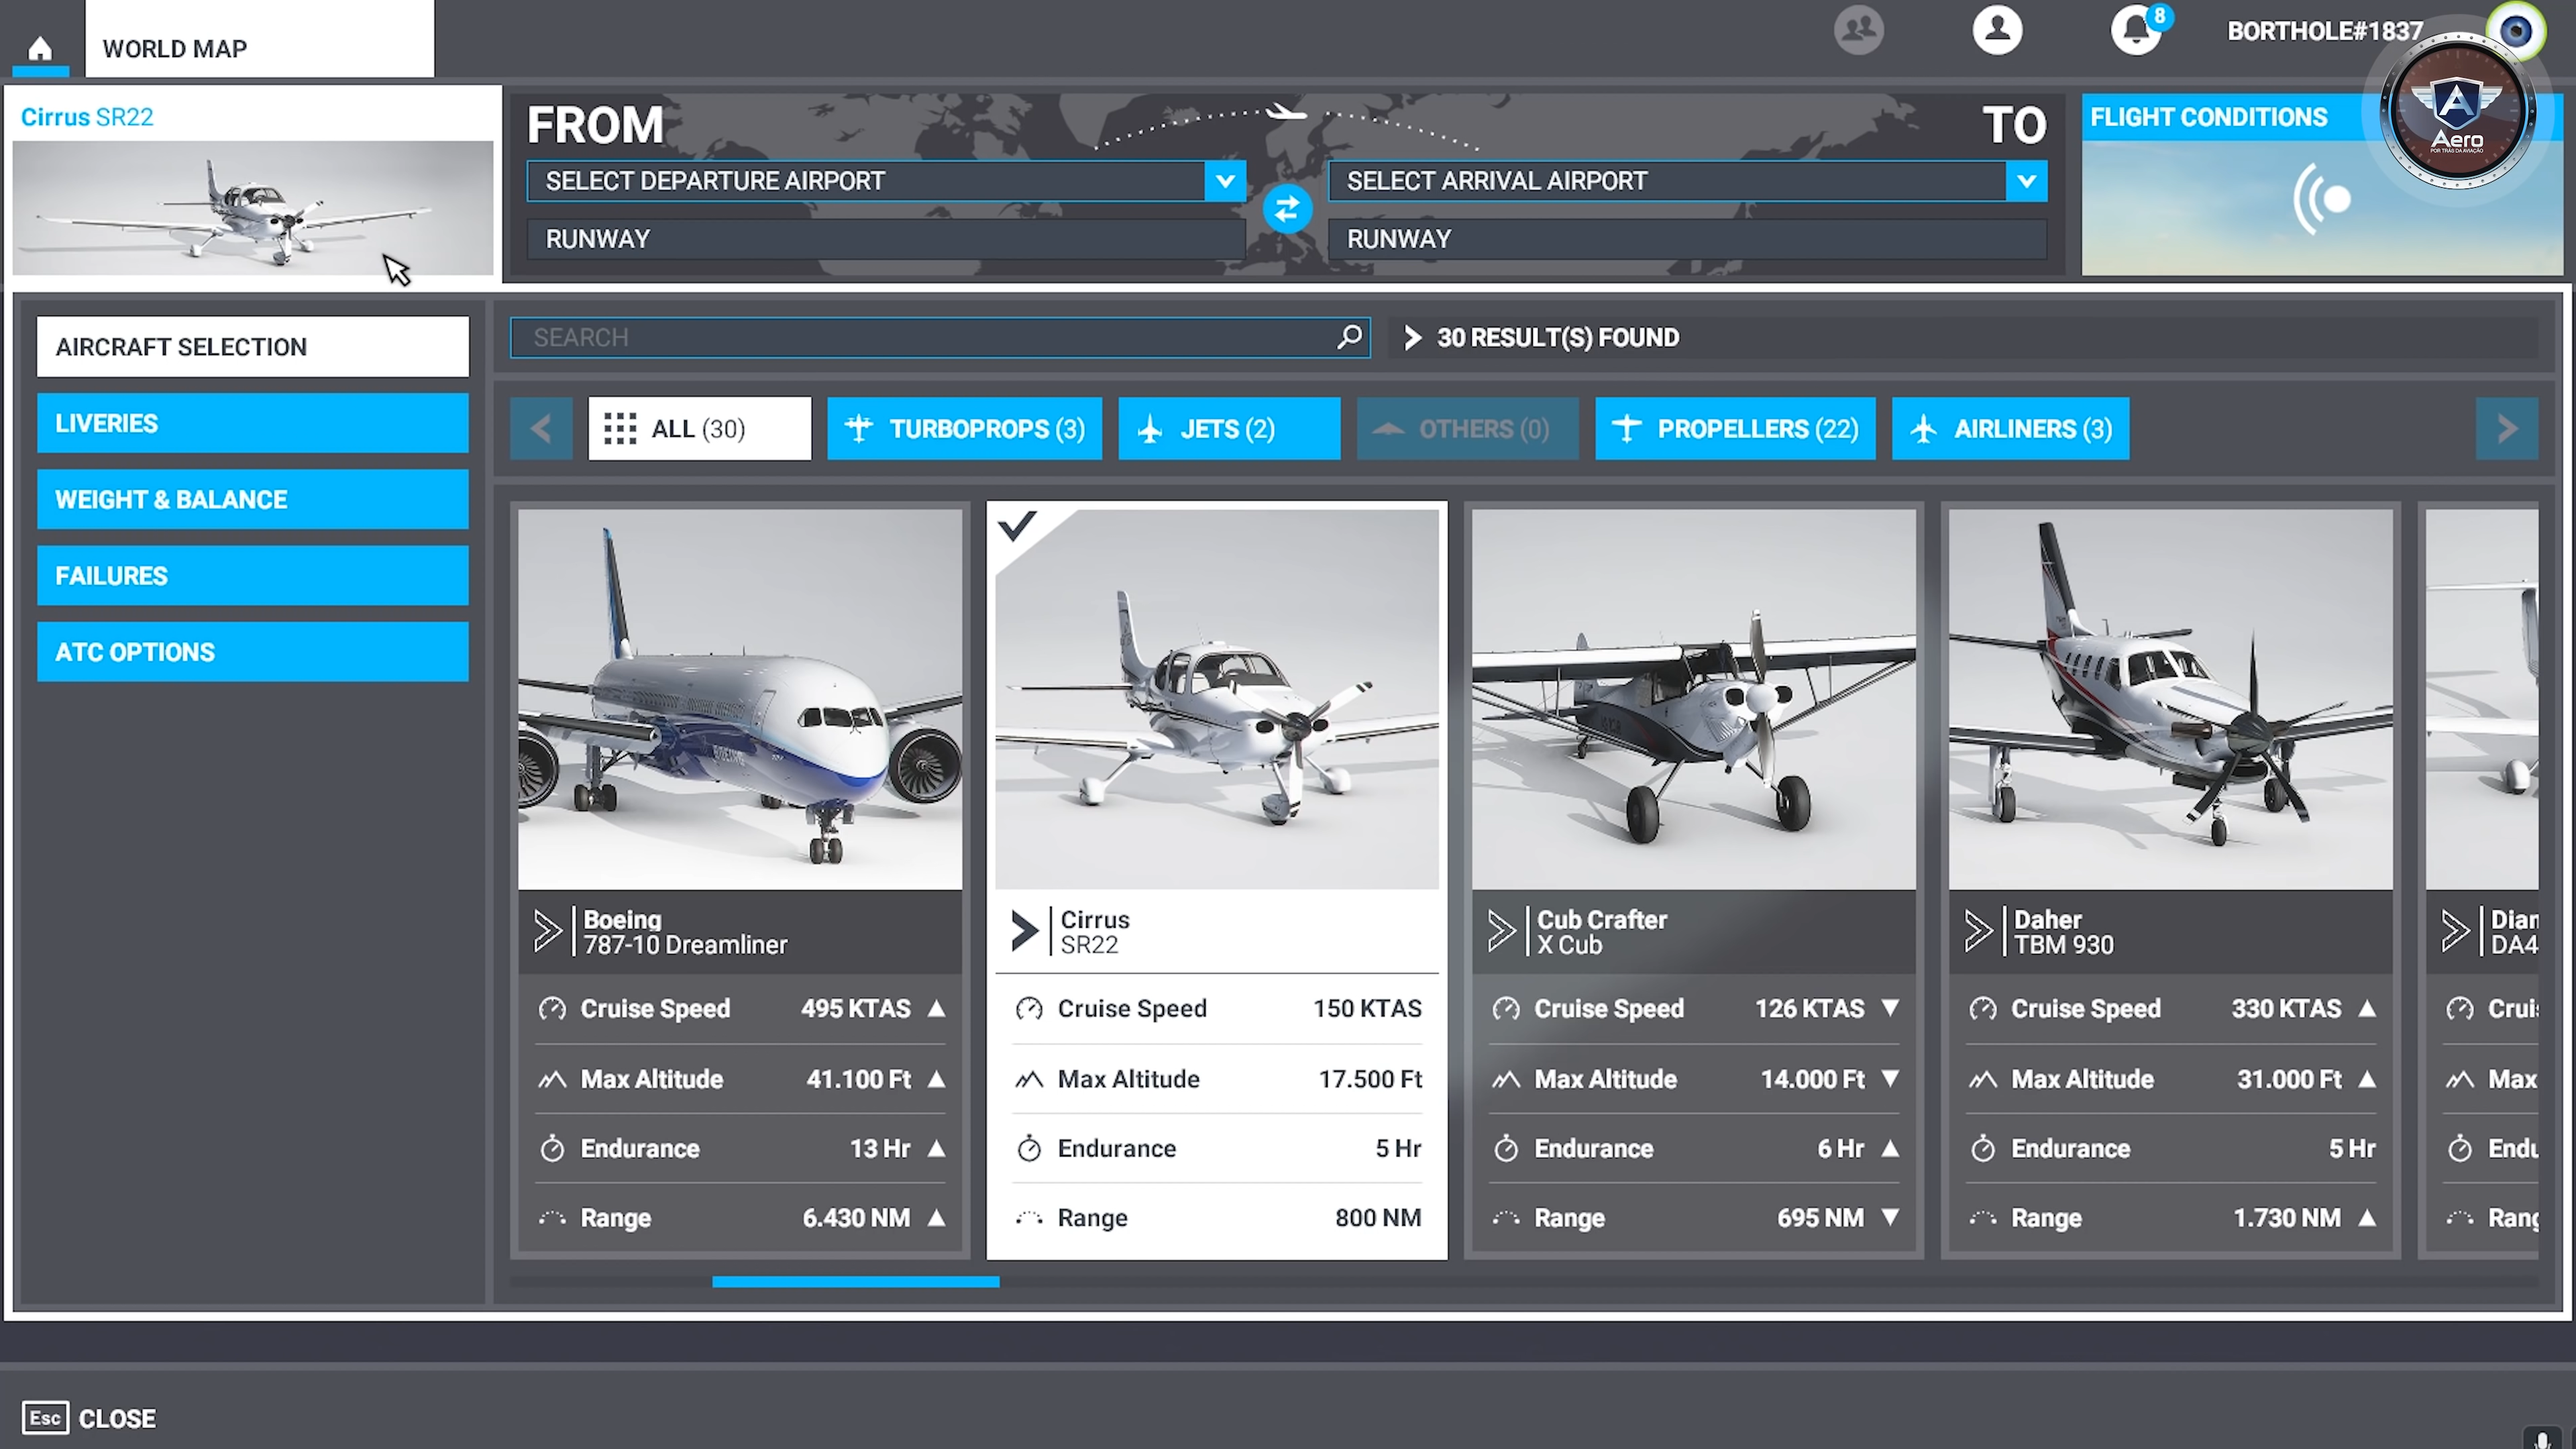 WORLD MAP
8
BORTHOLE#1837
Cirrus SR22
FROM
TO
SELECT DEPARTURE AIRPORT
SELECT ARRIVAL AIRPORT
RUNWAY
RUNWAY
FLIGHT CONDITIONS
A
Aero
POR TRÁS DA AVIAÇÃO
AIRCRAFT SELECTION
LIVERIES
WEIGHT & BALANCE
FAILURES
ATC OPTIONS
SEARCH
30 RESULT(S) FOUND
ALL (30)
TURBOPROPS (3)
JETS (2)
OTHERS (0)
PROPELLERS (22)
AIRLINERS (3)
Boeing
787-10 Dreamliner
Cruise Speed 495 KTAS
Max Altitude 41.100 Ft
Endurance 13 Hr
Range 6.430 NM
Cirrus
SR22
Cruise Speed 150 KTAS
Max Altitude 17.500 Ft
Endurance 5 Hr
Range 800 NM
Cub Crafter
X Cub
Cruise Speed 126 KTAS
Max Altitude 14.000 Ft
Endurance 6 Hr
Range 695 NM
Daher
TBM 930
Cruise Speed 330 KTAS
Max Altitude 31.000 Ft
Endurance 5 Hr
Range 1.730 NM
DA4
Max
Esc CLOSE